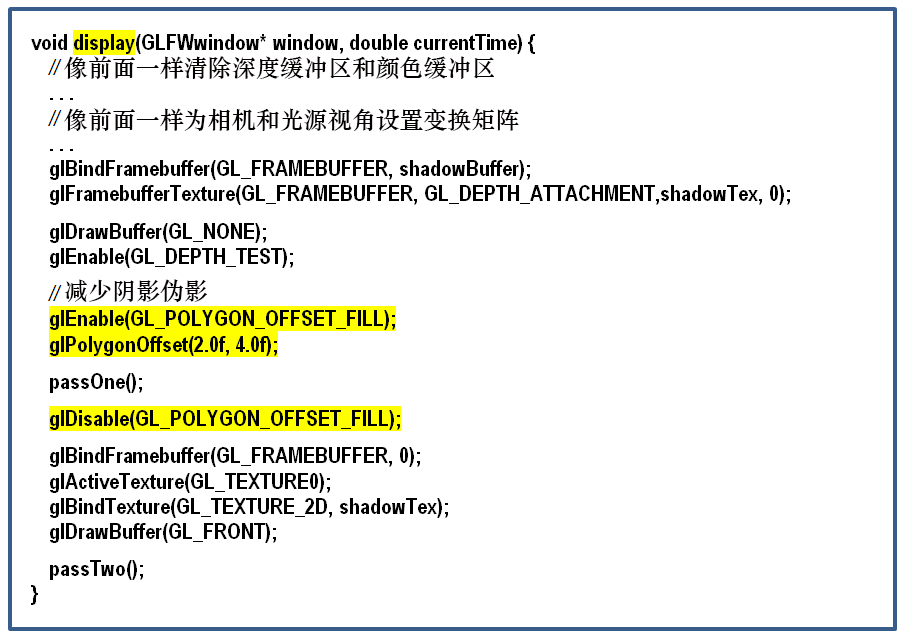 void display(GLFWwindow* window, double currentTime) {
// 像前面一样清除深度缓冲区和颜色缓冲区
. . .
// 像前面一样为相机和光源视角设置变换矩阵
. . .
glBindFramebuffer(GL_FRAMEBUFFER, shadowBuffer);
glFramebufferTexture(GL_FRAMEBUFFER, GL_DEPTH_ATTACHMENT,shadowTex, 0);
glDrawBuffer(GL_NONE);
glEnable(GL_DEPTH_TEST);
// 减少阴影伪影
glEnable(GL_POLYGON_OFFSET_FILL);
glPolygonOffset(2.0f, 4.0f);
passOne();
glDisable(GL_POLYGON_OFFSET_FILL);
glBindFramebuffer(GL_FRAMEBUFFER, 0);
glActiveTexture(GL_TEXTURE0);
glBindTexture(GL_TEXTURE_2D, shadowTex);
glDrawBuffer(GL_FRONT);
passTwo();
}